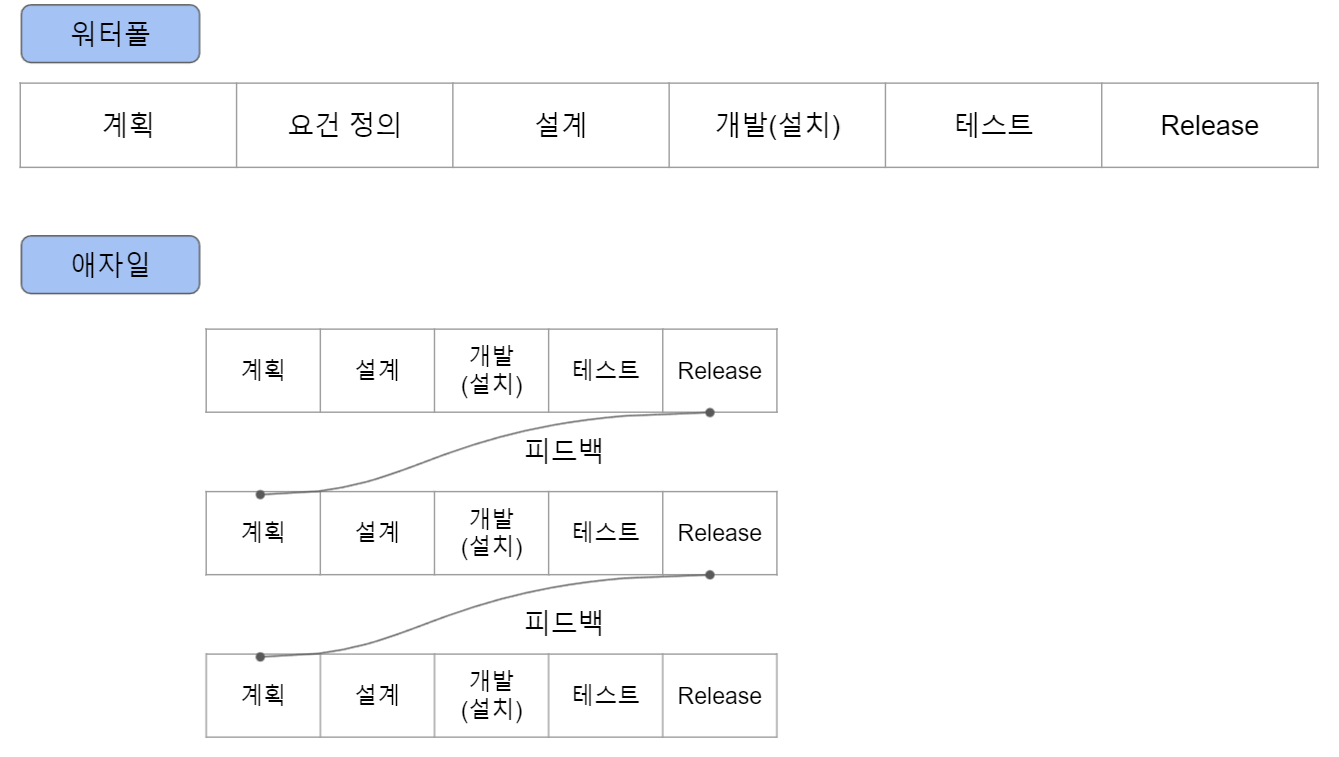 워터폴
계획 요건 정의 설계 개발(설치) 테스트 Release
애자일
계획 설계 개발 (설치) 테스트 Release
피드백
계획 설계 개발 (설치) 테스트 Release
피드백
계획 설계 개발 (설치) 테스트 Release